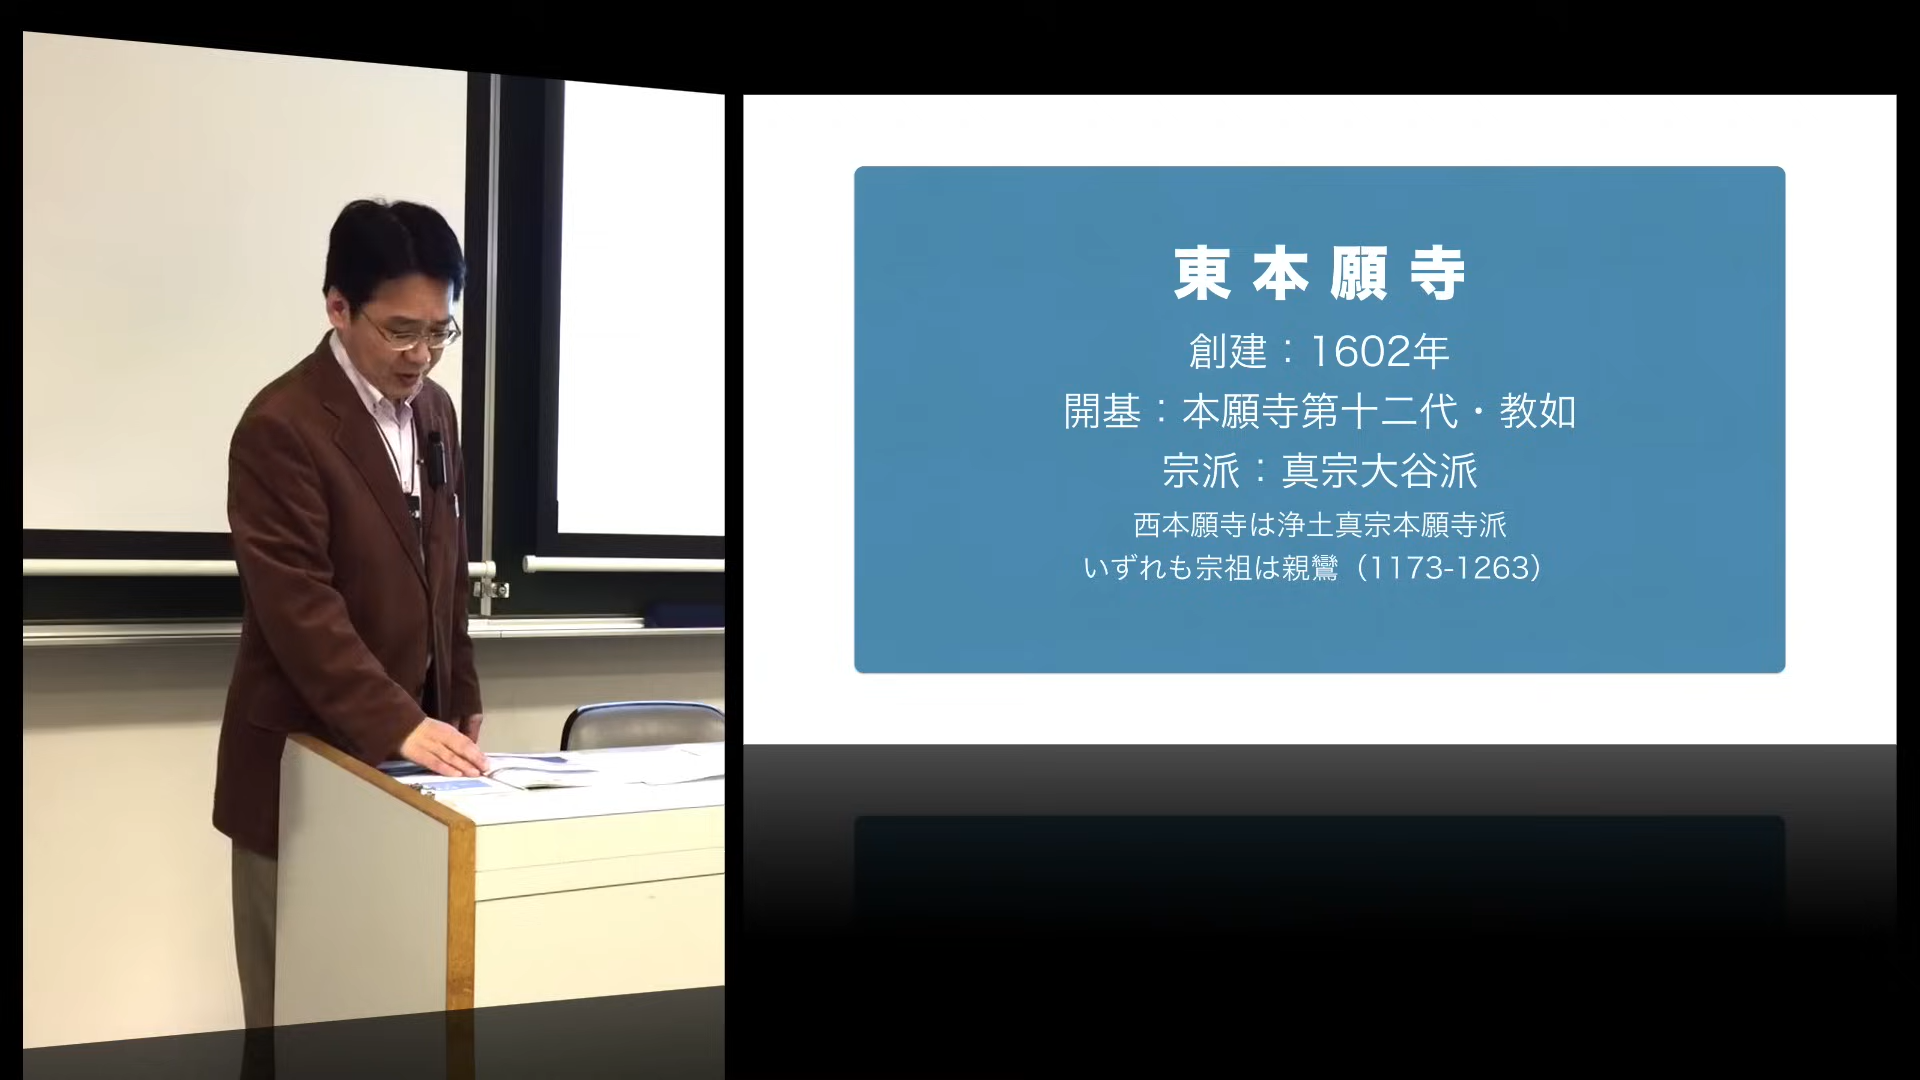 東本願寺
創建：1602年
開基：本願寺第十二代・教如
宗派：真宗大谷派
西本願寺は浄土真宗本願寺派
いずれも宗祖は親鸞（1173-1263）